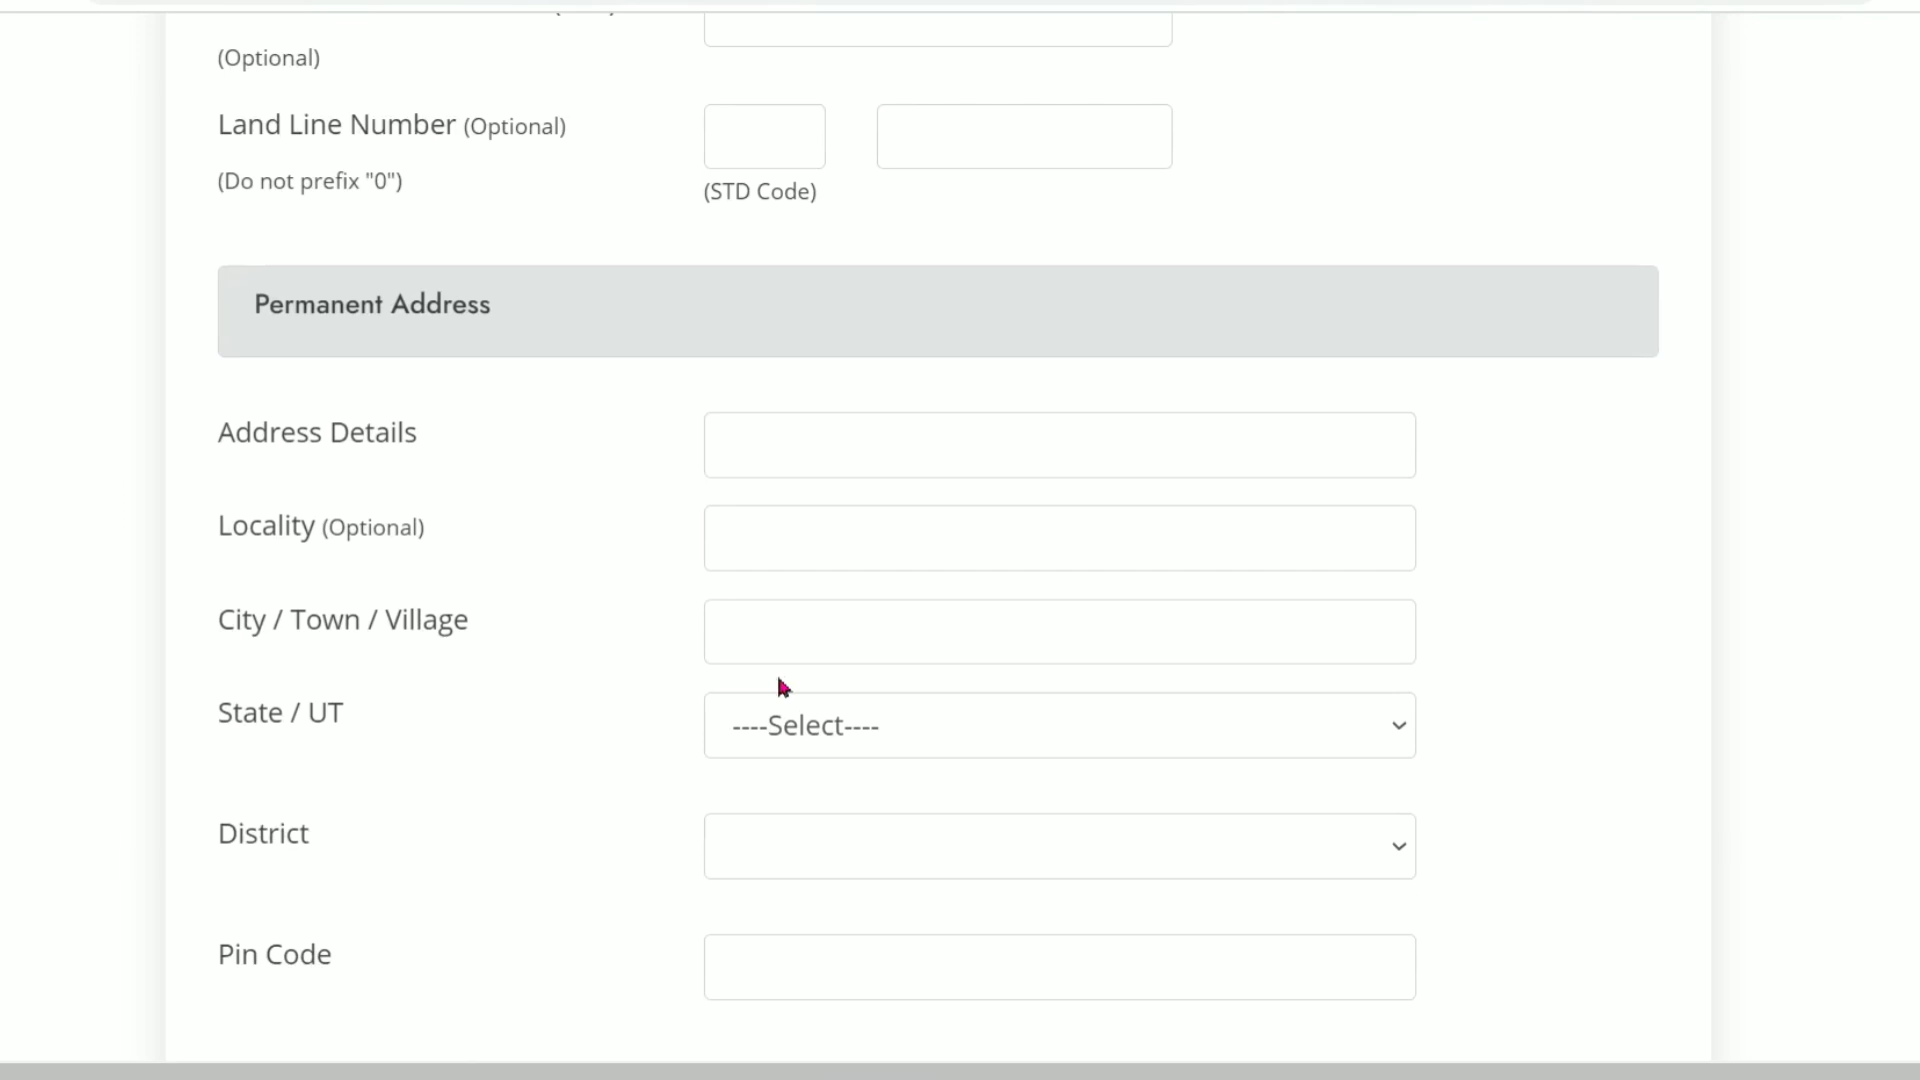 (Optional)
Land Line Number (Optional)
(Do not prefix "0")
(STD Code)
Permanent Address
Address Details
Locality (Optional)
City / Town / Village
State / UT
----Select----
District
Pin Code